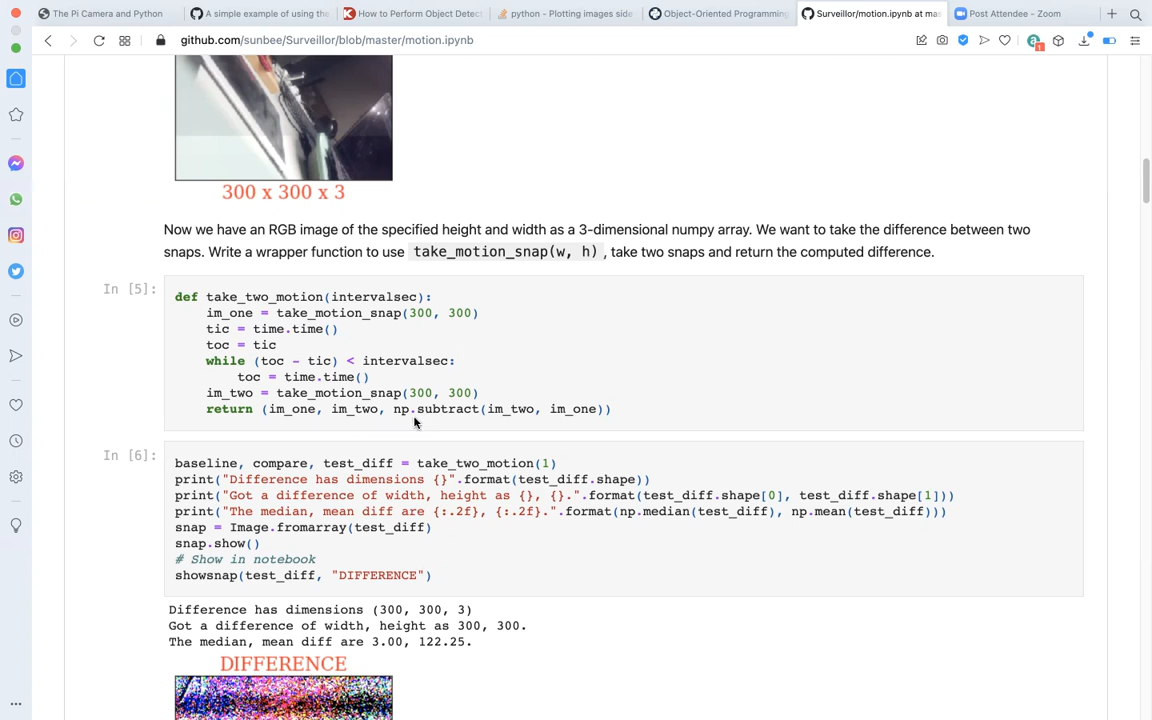 The Pi Camera and Python
A simple example of using the
How to Perform Object Detect
python - Plotting images side
Object-Oriented Programming
Surveillor/motion.ipynb at mas
Post Attendee - Zoom
github.com/sunbee/Surveillor/blob/master/motion.ipynb
1
300 x 300 x 3
Now we have an RGB image of the specified height and width as a 3-dimensional numpy array. We want to take the difference between two
snaps. Write a wrapper function to use take_motion_snap(w, h) , take two snaps and return the computed difference.
In [5]:
def take_two_motion(intervalsec):
    im_one = take_motion_snap(300, 300)
    tic = time.time()
    toc = tic
    while (toc - tic) < intervalsec:
        toc = time.time()
    im_two = take_motion_snap(300, 300)
    return (im_one, im_two, np.subtract(im_two, im_one))
In [6]:
baseline, compare, test_diff = take_two_motion(1)
print("Difference has dimensions {}".format(test_diff.shape))
print("Got a difference of width, height as {}, {}.".format(test_diff.shape[0], test_diff.shape[1]))
print("The median, mean diff are {:.2f}, {:.2f}.".format(np.median(test_diff), np.mean(test_diff)))
snap = Image.fromarray(test_diff)
snap.show()
# Show in notebook
showsnap(test_diff, "DIFFERENCE")
Difference has dimensions (300, 300, 3)
Got a difference of width, height as 300, 300.
The median, mean diff are 3.00, 122.25.
DIFFERENCE